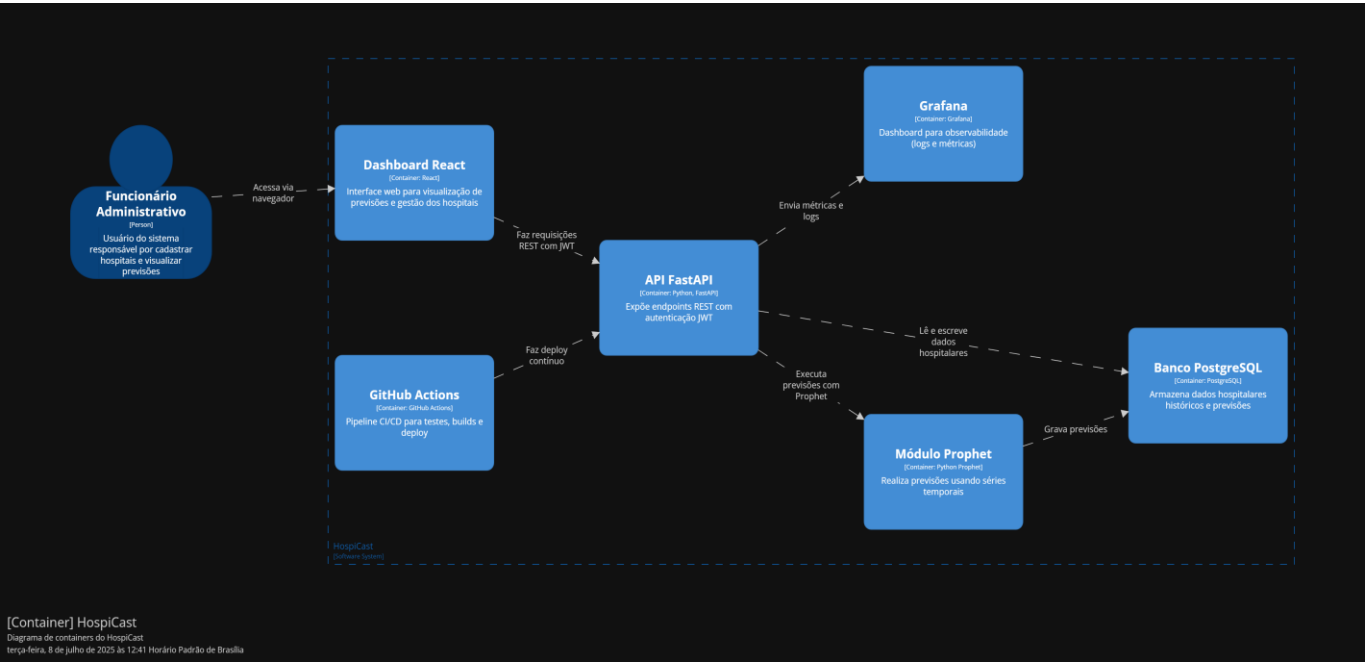 Funcionário
Administrativo
[Person]
Usuário do sistema
responsável por cadastrar
hospitais e visualizar
previsões
Acessa via
navegador
Dashboard React
[Container: React]
Interface web para visualização de
previsões e gestão dos hospitais
Faz requisições
REST com JWT
GitHub Actions
[Container: GitHub Actions]
Pipeline CI/CD para testes, builds e
deploy
Faz deploy
contínuo
API FastAPI
[Container: Python, FastAPI]
Expõe endpoints REST com
autenticação JWT
Envia métricas e
logs
Grafana
[Container: Grafana]
Dashboard para observabilidade
(logs e métricas)
Lê e escreve
dados
hospitalares
Executa
previsões com
Prophet
Módulo Prophet
[Container: Python Prophet]
Realiza previsões usando séries
temporais
Grava previsões
Banco PostgreSQL
[Container: PostgreSQL]
Armazena dados hospitalares
históricos e previsões
HospiCast
[Software System]
[Container] HospiCast
Diagrama de containers do HospiCast
terça-feira, 8 de julho de 2025 às 12:41 Horário Padrão de Brasília